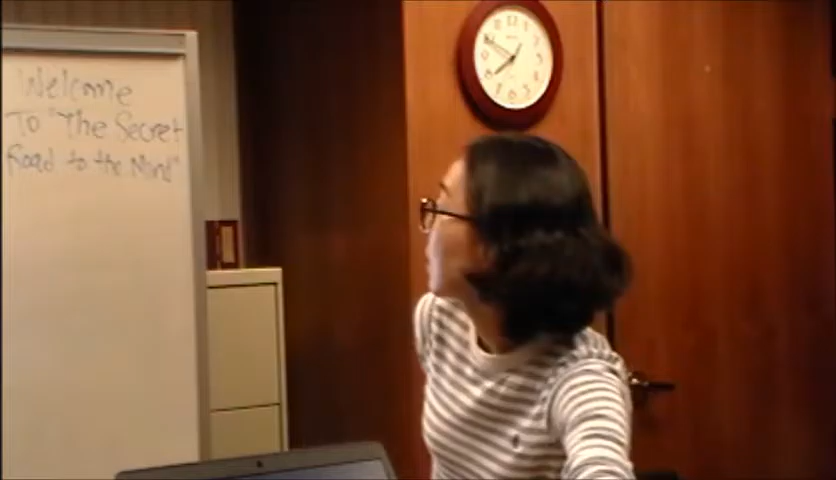 Welcome
To "The Secret
Road to the Mind"